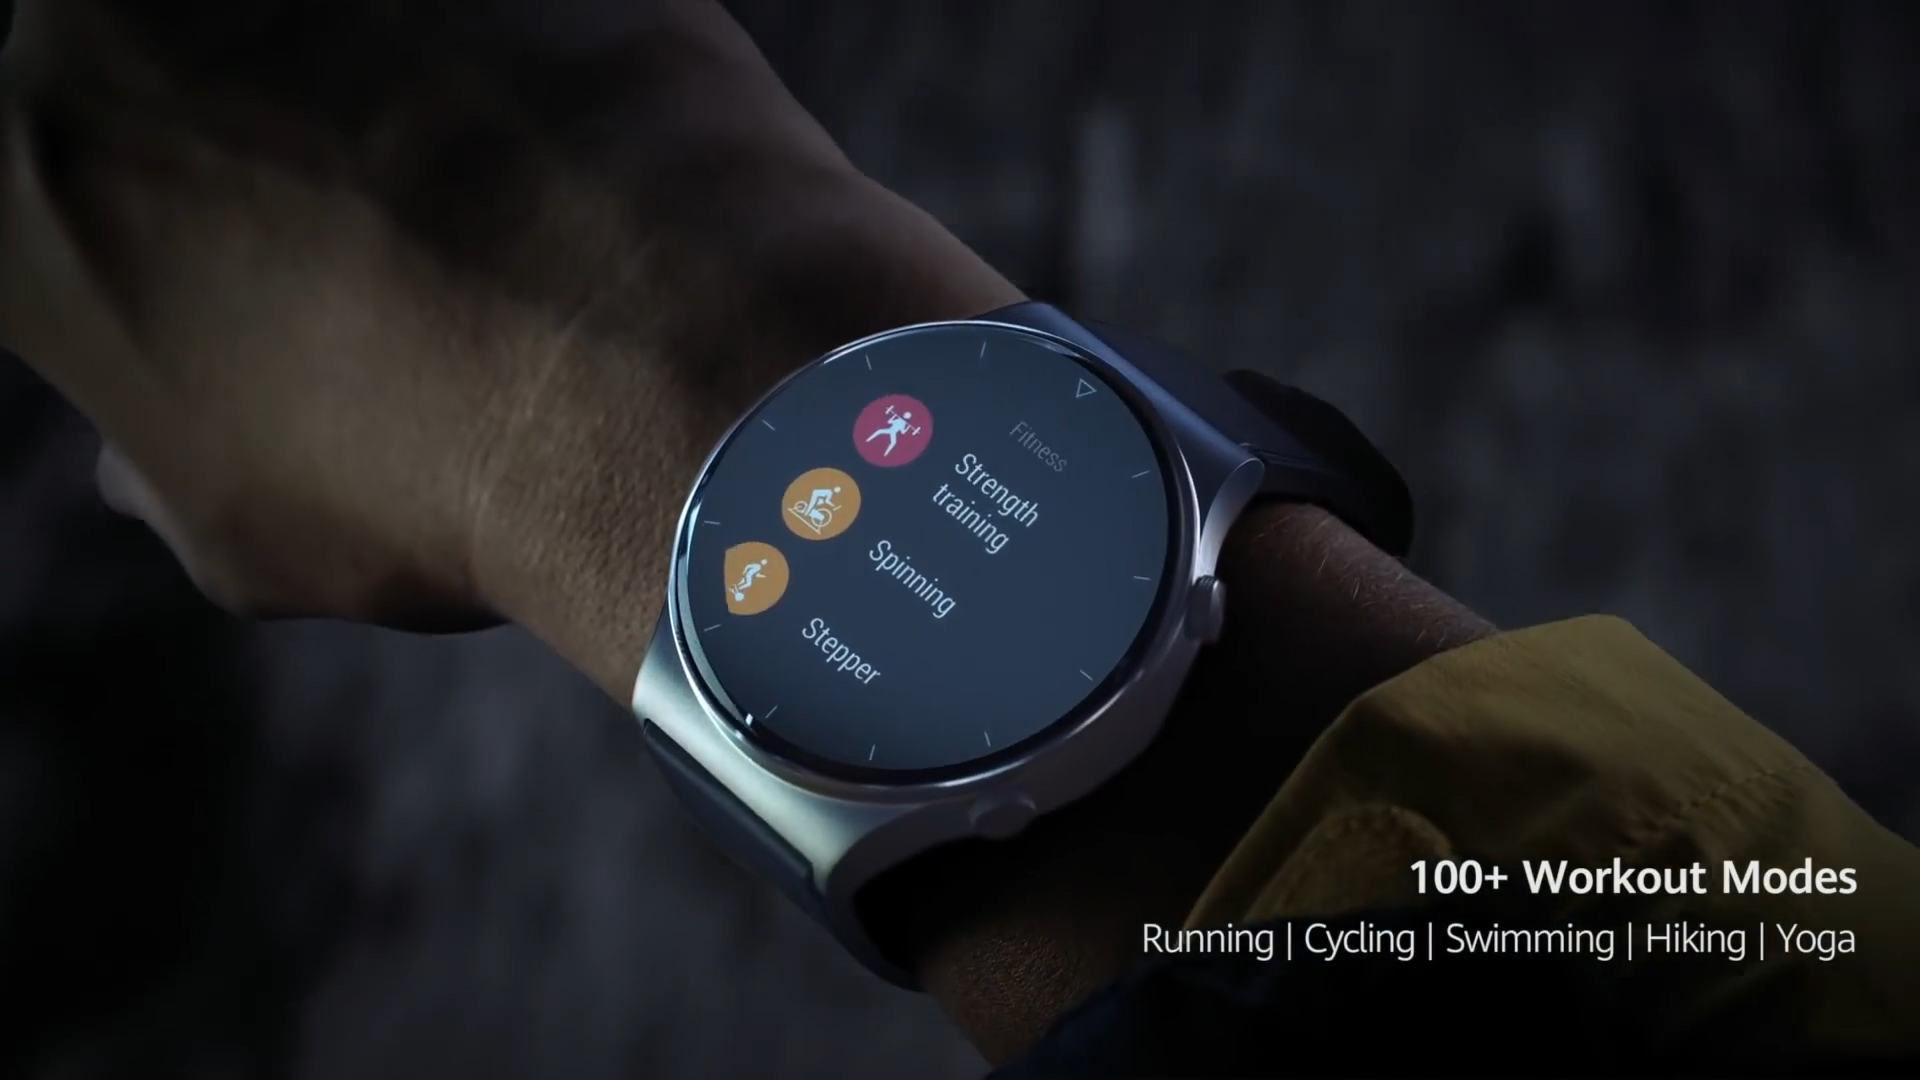 Fitness
Strength
training
Spinning
Stepper
100+ Workout Modes
Running | Cycling | Swimming | Hiking | Yoga